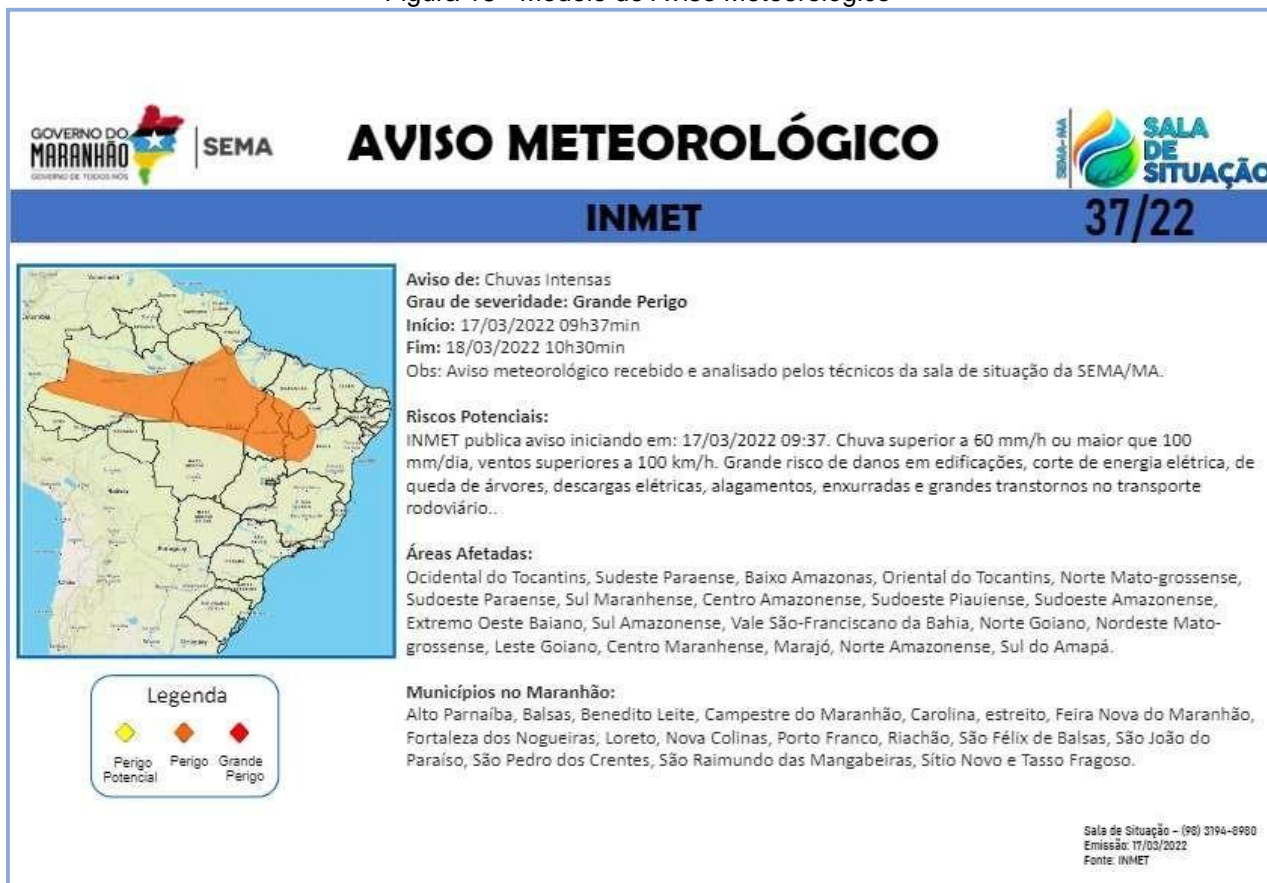 GOVERNO DO
MARANHÃO
GOVERNO DE TODOS NÓS
SEMA
AVISO METEOROLÓGICO
SEMA-MA
SALA
DE
SITUAÇÃO
INMET
37/22
Aviso de: Chuvas Intensas
Grau de severidade: Grande Perigo
Início: 17/03/2022 09h37min
Fim: 18/03/2022 10h30min
Obs: Aviso meteorológico recebido e analisado pelos técnicos da sala de situação da SEMA/MA.
Riscos Potenciais:
INMET publica aviso iniciando em: 17/03/2022 09:37. Chuva superior a 60 mm/h ou maior que 100
mm/dia, ventos superiores a 100 km/h. Grande risco de danos em edificações, corte de energia elétrica, de
queda de árvores, descargas elétricas, alagamentos, enxurradas e grandes transtornos no transporte
rodoviário..
Áreas Afetadas:
Ocidental do Tocantins, Sudeste Paraense, Baixo Amazonas, Oriental do Tocantins, Norte Mato-grossense,
Sudoeste Paraense, Sul Maranhense, Centro Amazonense, Sudoeste Piauiense, Sudoeste Amazonense,
Extremo Oeste Baiano, Sul Amazonense, Vale São-Franciscano da Bahia, Norte Goiano, Nordeste Mato-
grossense, Leste Goiano, Centro Maranhense, Marajó, Norte Amazonense, Sul do Amapá.
Municípios no Maranhão:
Alto Parnaíba, Balsas, Benedito Leite, Campestre do Maranhão, Carolina, estreito, Feira Nova do Maranhão,
Fortaleza dos Nogueiras, Loreto, Nova Colinas, Porto Franco, Riachão, São Félix de Balsas, São João do
Paraíso, São Pedro dos Crentes, São Raimundo das Mangabeiras, Sítio Novo e Tasso Fragoso.
Legenda
Perigo Potencial
Perigo
Grande Perigo
Sala de Situação – (98) 3194-8980
Emissão: 17/03/2022
Fonte: INMET